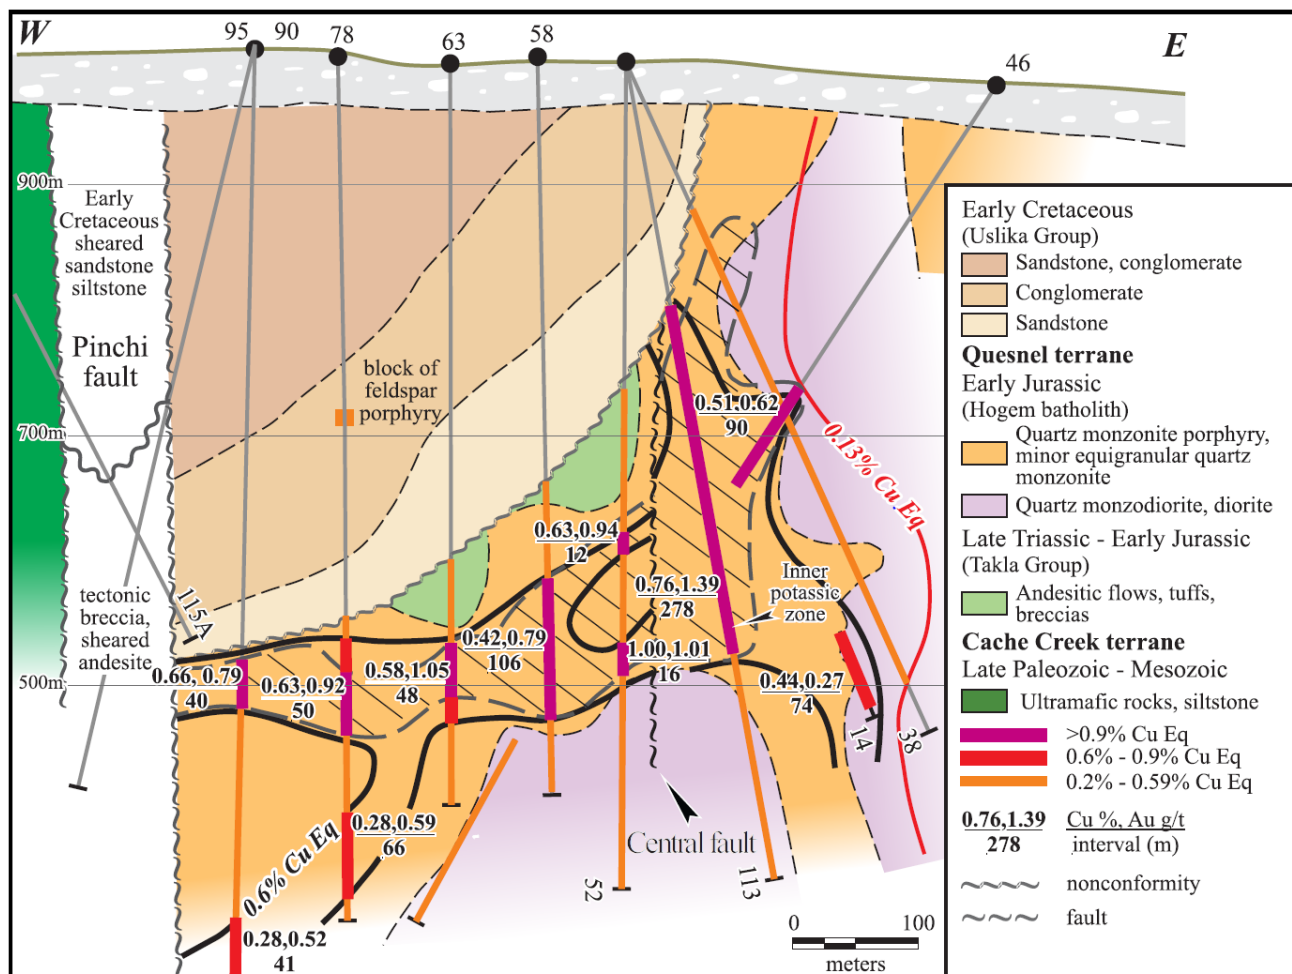 W
95 90
78
63
58
46
E
900m
700m
500m
Early
Cretaceous
sheared
sandstone
siltstone
Pinchi
fault
block of
feldspar
porphyry
tectonic
breccia,
sheared
andesite
115A
0.66, 0.79
40
0.63,0.92
50
0.58,1.05
48
0.42,0.79
106
0.63,0.94
12
0.76,1.39
278
1.00,1.01
16
0.51,0.62
90
0.44,0.27
74
0.28,0.59
66
0.28,0.52
41
0.6% Cu Eq
0.13% Cu Eq
Inner
potassic
zone
Central fault
52
113
14
38
0 100
meters
Early Cretaceous
(Uslika Group)
Sandstone, conglomerate
Conglomerate
Sandstone
Quesnel terrane
Early Jurassic
(Hogem batholith)
Quartz monzonite porphyry,
minor equigranular quartz
monzonite
Quartz monzodiorite, diorite
Late Triassic - Early Jurassic
(Takla Group)
Andesitic flows, tuffs,
breccias
Cache Creek terrane
Late Paleozoic - Mesozoic
Ultramafic rocks, siltstone
>0.9% Cu Eq
0.6% - 0.9% Cu Eq
0.2% - 0.59% Cu Eq
0.76,1.39 Cu %, Au g/t
278 interval (m)
nonconformity
fault